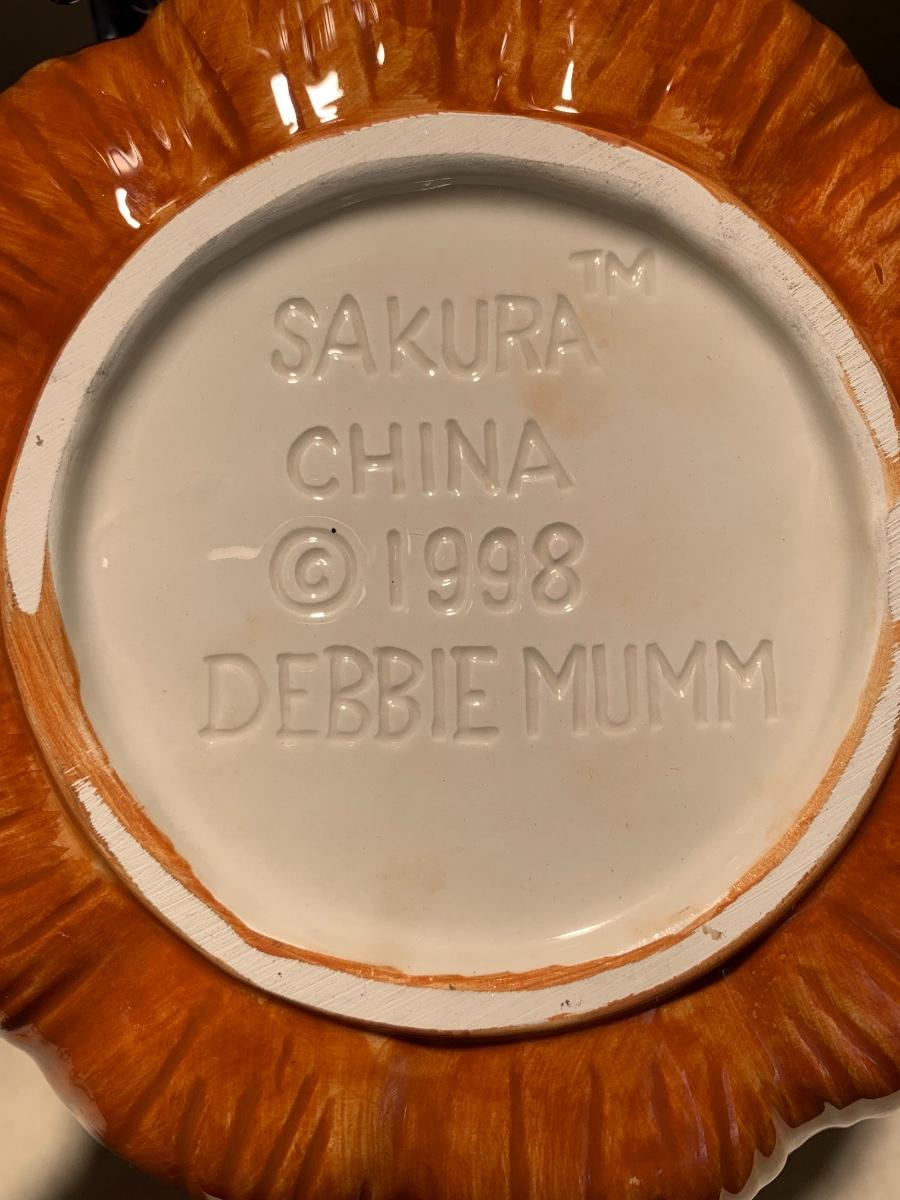 SAKURA™
CHINA
© 1998
DEBBIE MUMM